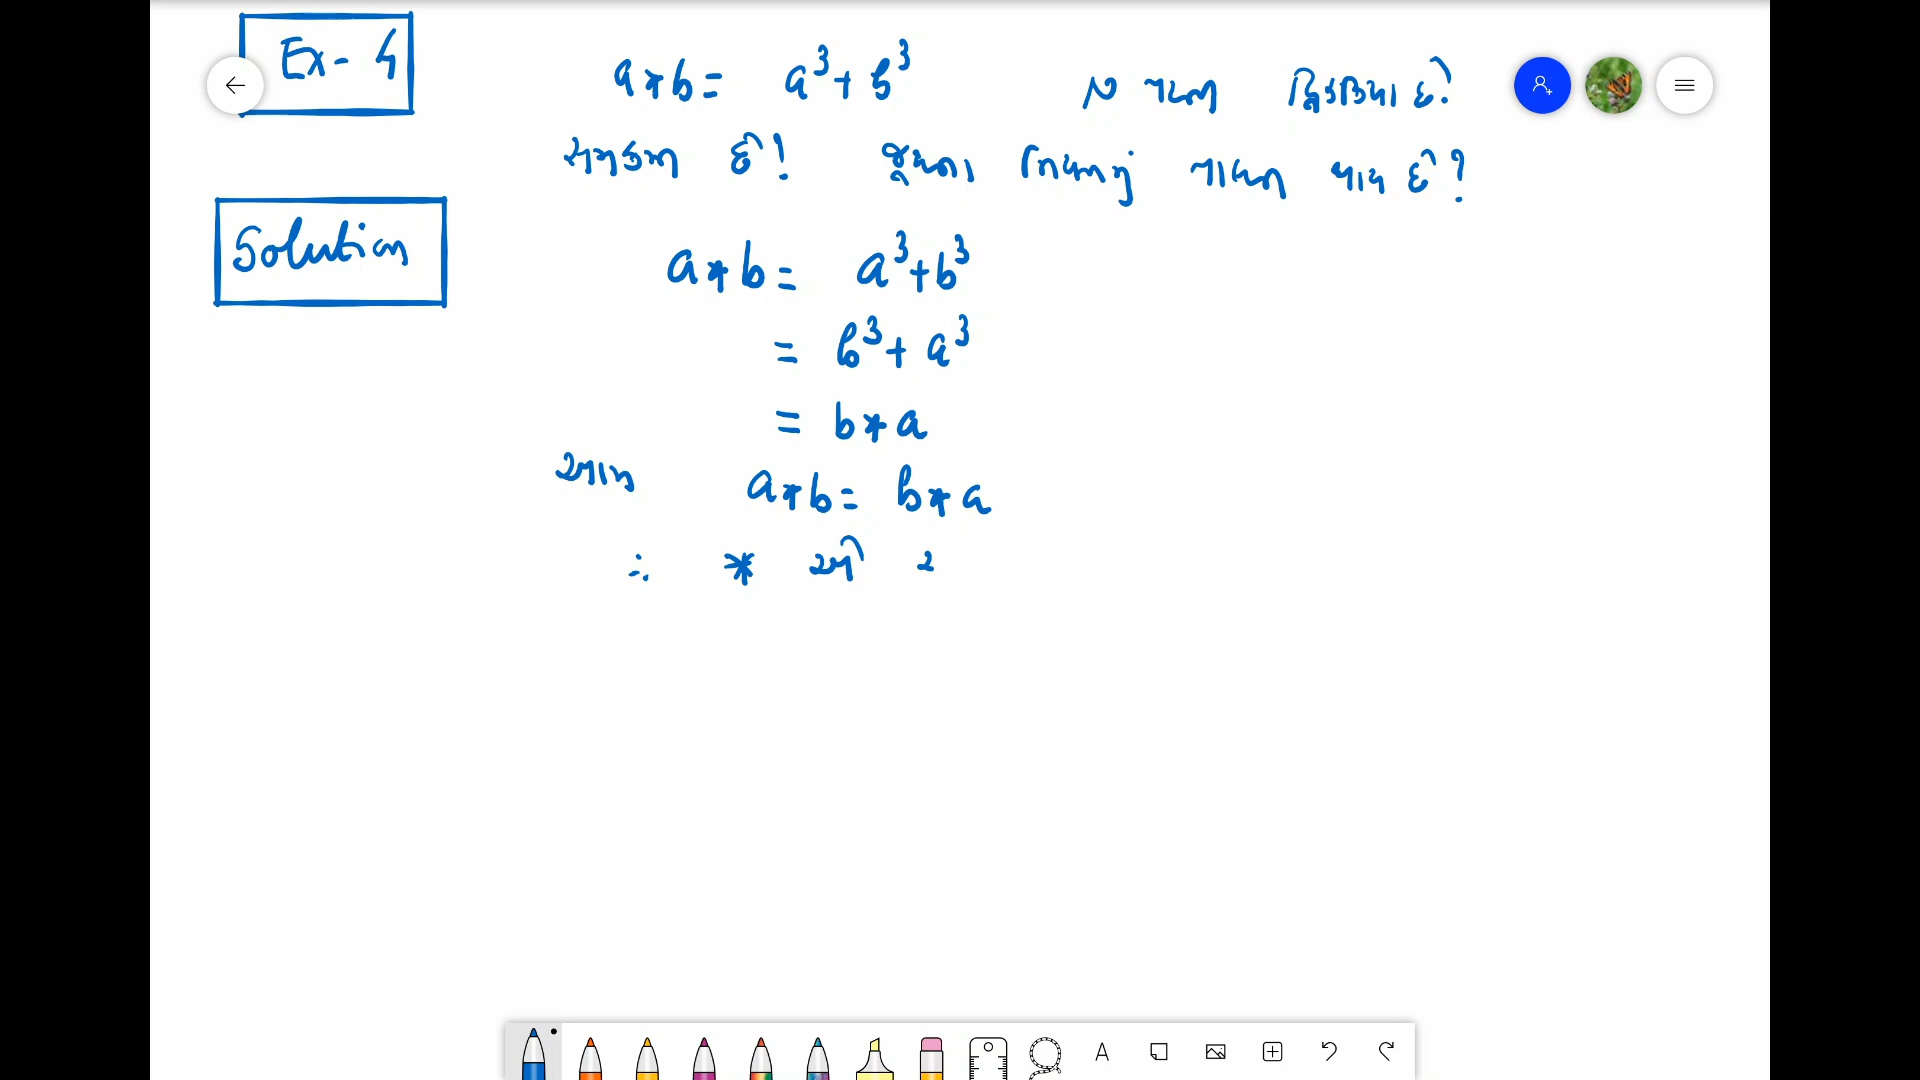 Ex-4
a*b = a³+b³ N પરની દ્વિક્ક્રિયા છે?
સમક્રમી છે! જૂથના નિયમનું પાલન થાય છે?
Solution
a*b = a³+b³
= b³+a³
= b*a
આમ a*b = b*a
∴ * એ